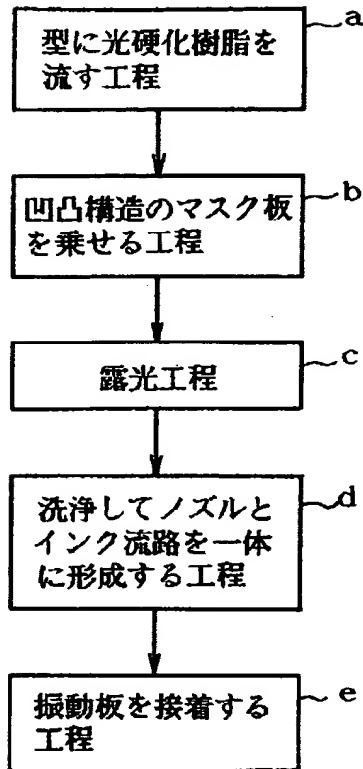 型に光硬化樹脂を
流す工程
a
凹凸構造のマスク板
を乗せる工程
b
露光工程
c
洗浄してノズルと
インク流路を一体
に形成する工程
d
振動板を接着する
工程
e